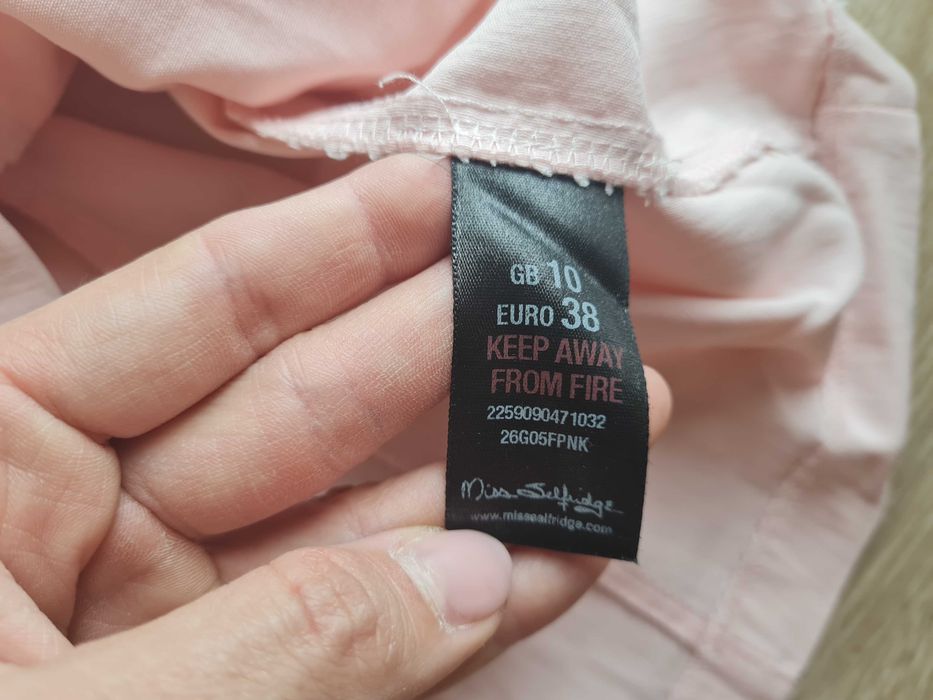 GB 10
EURO 38
KEEP AWAY
FROM FIRE
2259090471032
26G05FPNK
Miss Selfridge
www.missselfridge.com